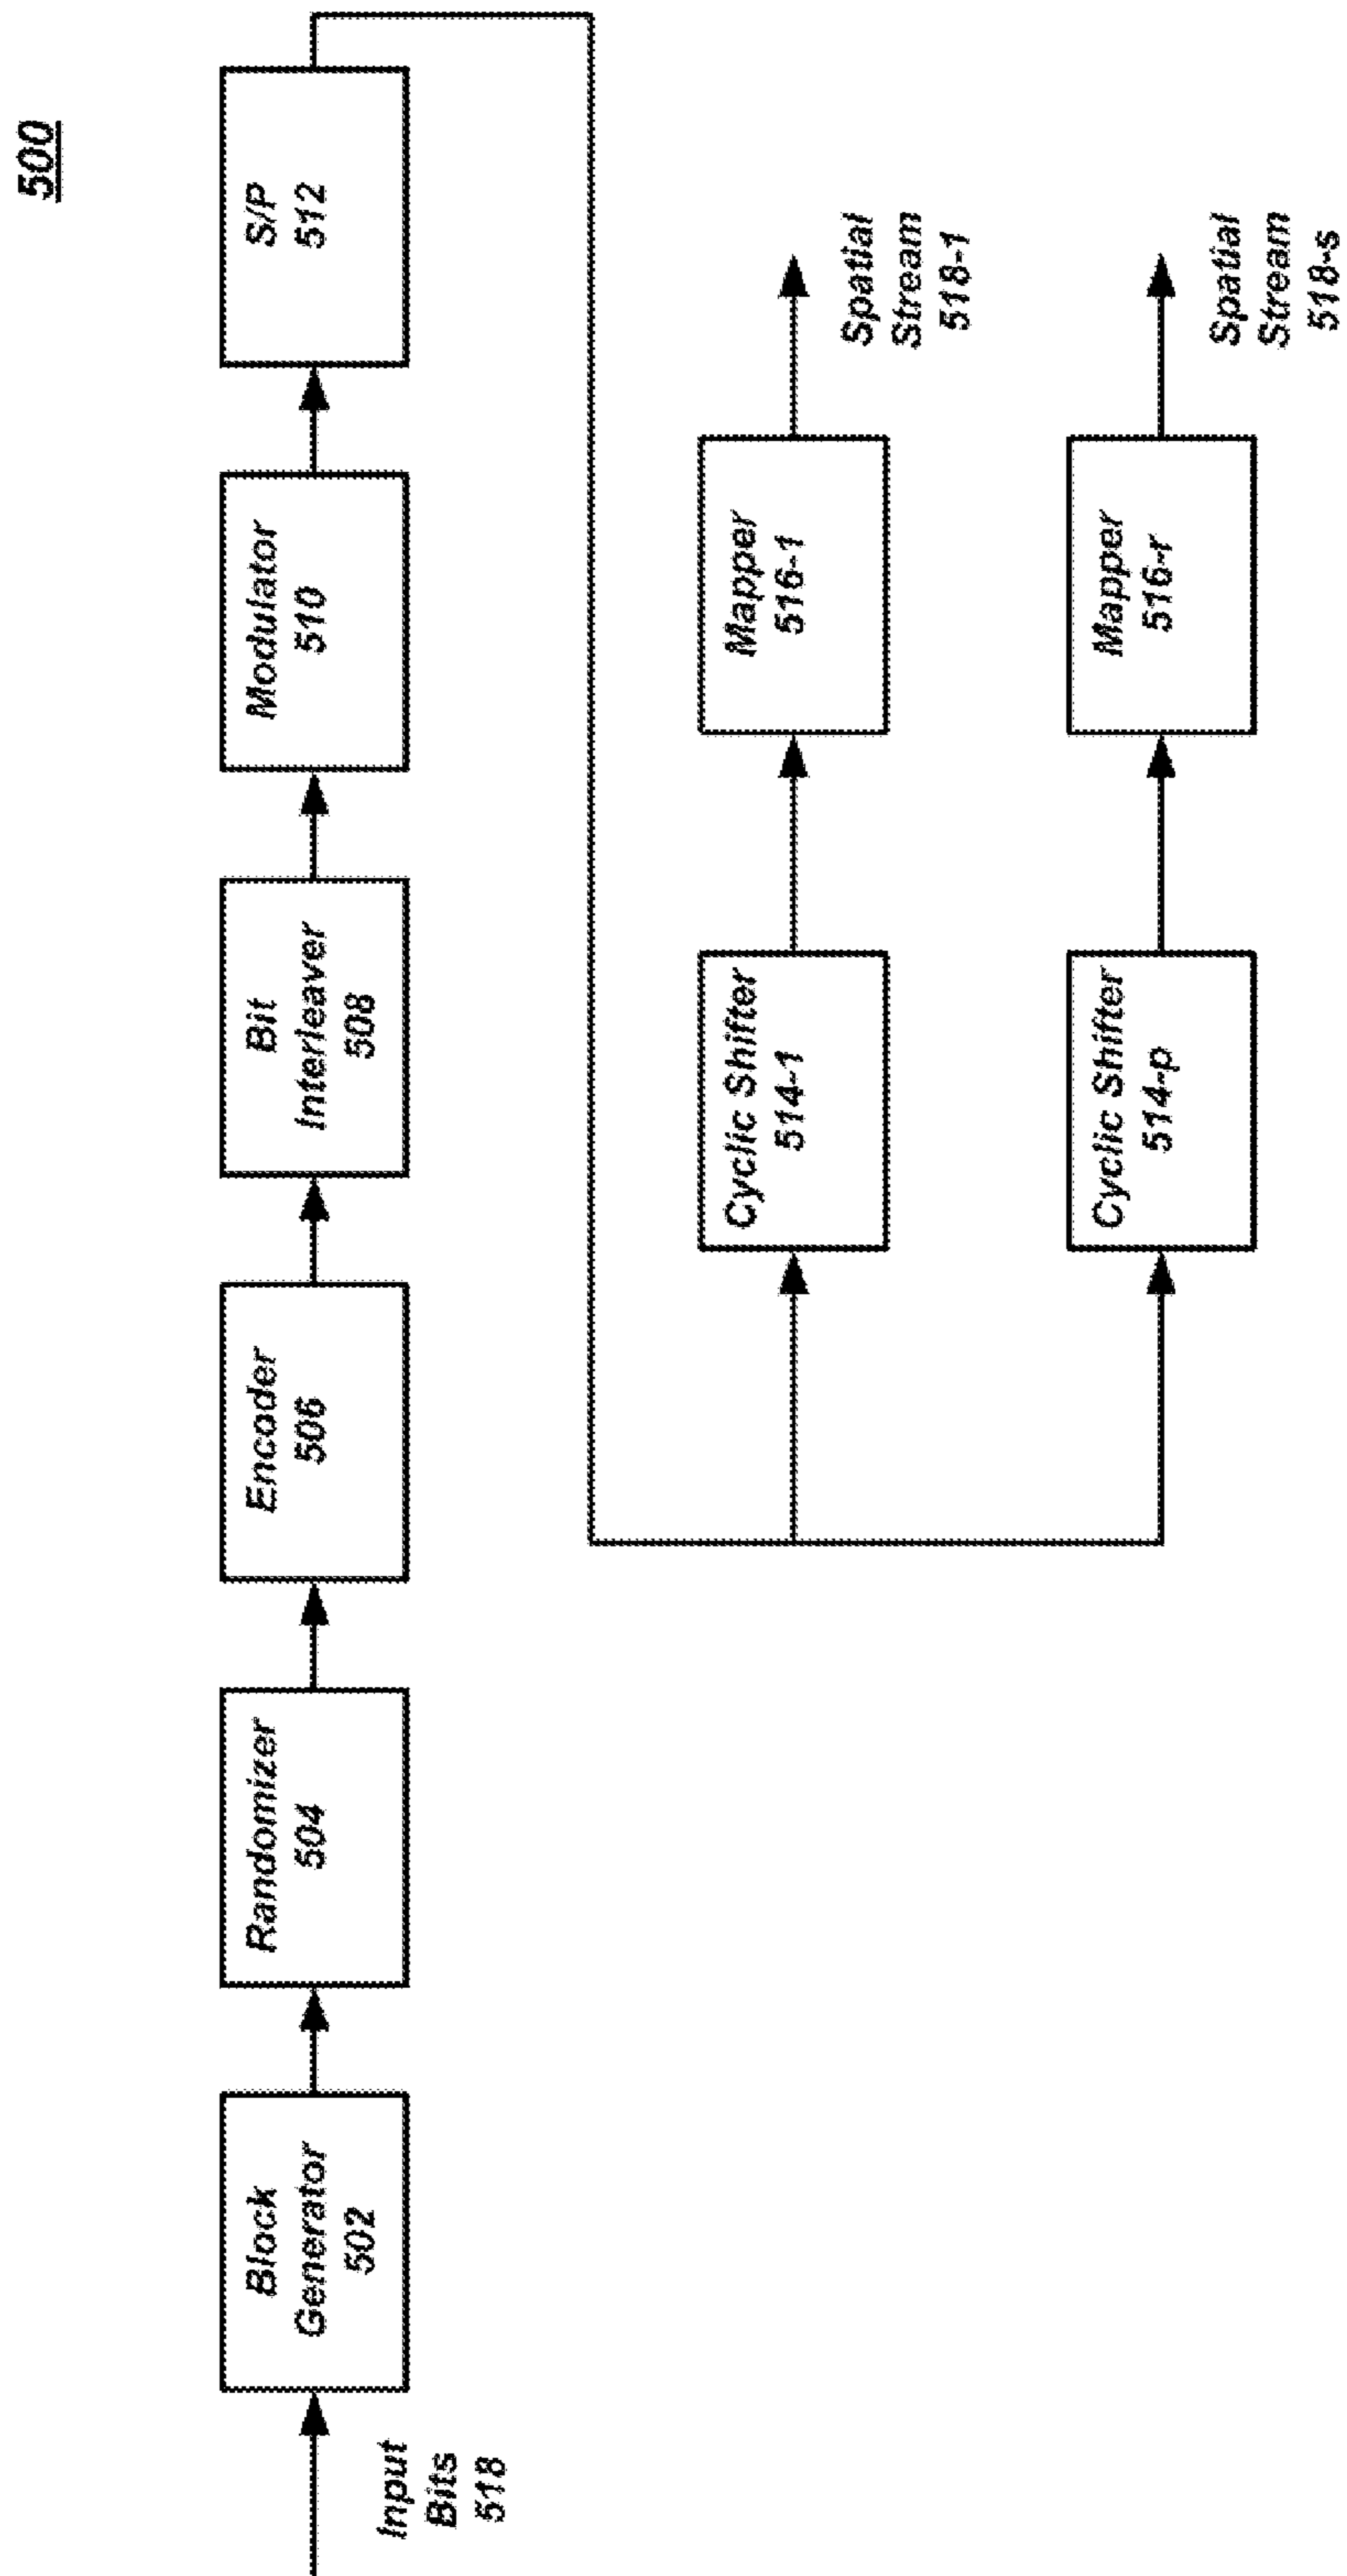 500
Input
Bits
518
Block
Generator
502
Randomizer
504
Encoder
506
Bit
Interleaver
508
Modulator
510
S/P
512
Cyclic Shifter
514-1
Mapper
516-1
Spatial
Stream
518-1
Cyclic Shifter
514-p
Mapper
516-r
Spatial
Stream
518-s